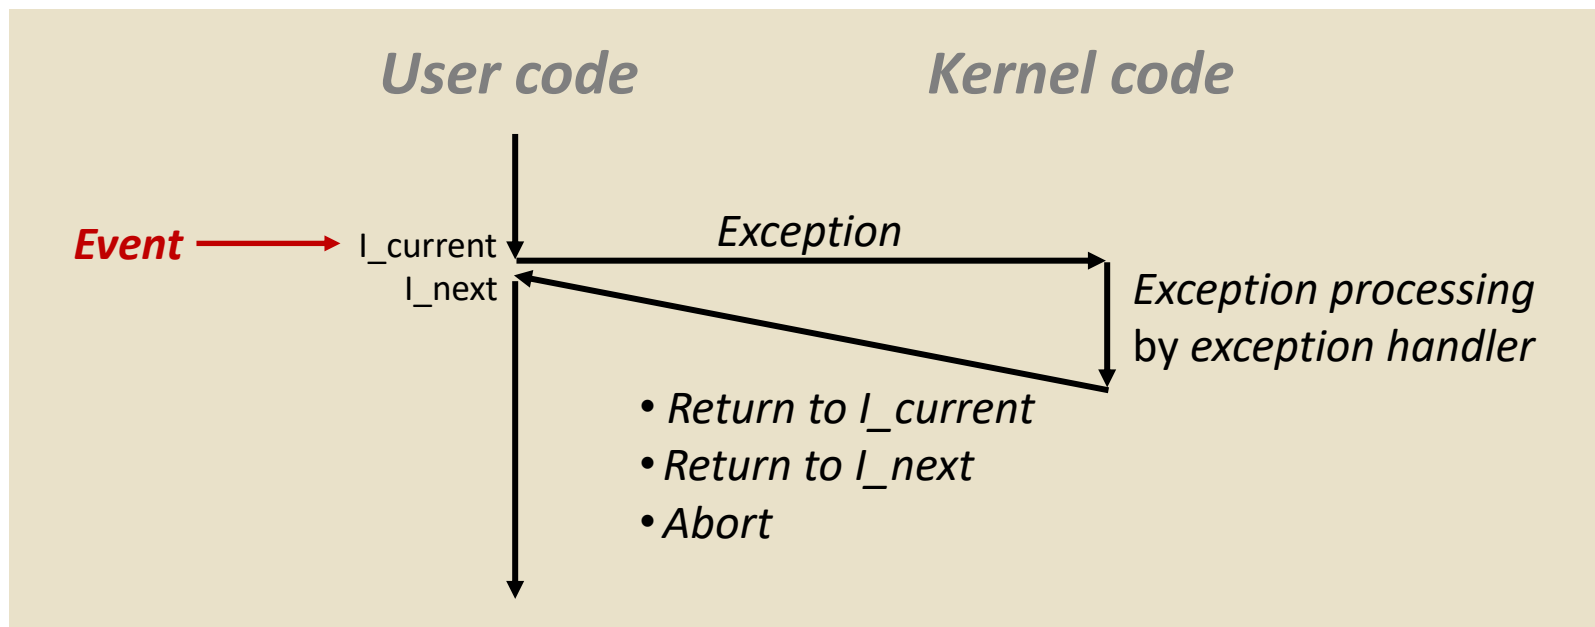 User code
Kernel code
Event
I_current
Exception
I_next
Exception processing
by exception handler
• Return to I_current
• Return to I_next
• Abort